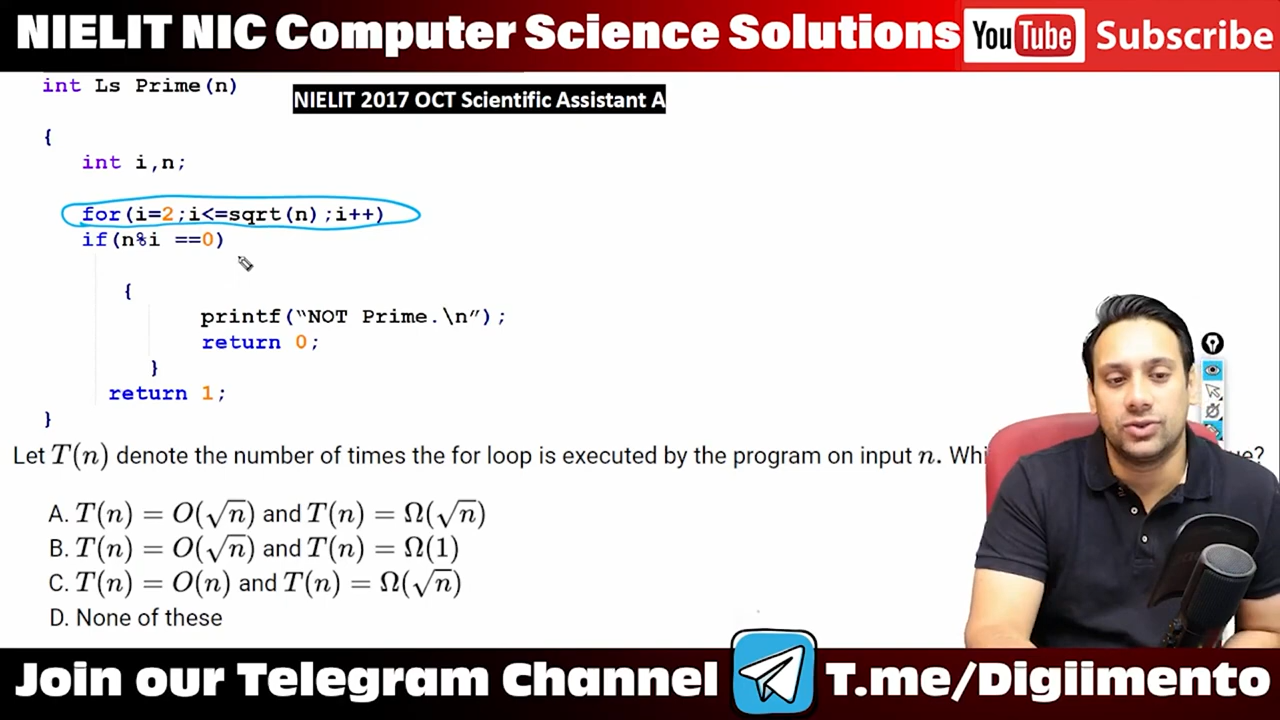 NIELIT NIC Computer Science Solutions
YouTube
Subscribe
int Ls Prime(n)
NIELIT 2017 OCT Scientific Assistant A
{
int i,n;
for(i=2;i<=sqrt(n);i++)
if(n%i ==0)
{
printf(“NOT Prime.\n”);
return 0;
}
return 1;
}
Let T(n) denote the number of times the for loop is executed by the program on input n. Whi ue?
A. T(n) = O(√n) and T(n) = Ω(√n)
B. T(n) = O(√n) and T(n) = Ω(1)
C. T(n) = O(n) and T(n) = Ω(√n)
D. None of these
Join our Telegram Channel
T.me/Digiimento